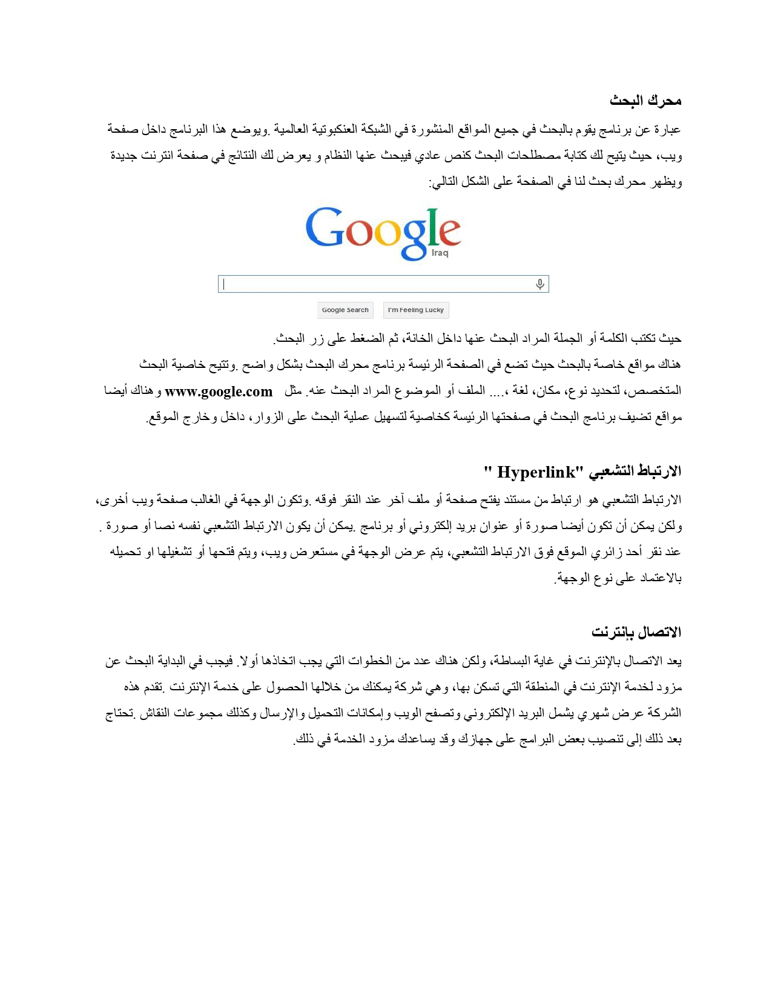 محرك البحث
عبارة عن برنامج يقوم بالبحث في جميع المواقع المنشورة في الشبكة العنكبوتية العالمية .ويوضع هذا البرنامج داخل صفحة
ويب، حيث يتيح لك كتابة مصطلحات البحث كنص عادي فيبحث عنها النظام و يعرض لك النتائج في صفحة انترنت جديدة
ويظهر محرك بحث لنا في الصفحة على الشكل التالي:
Google
Iraq
Google Search I'm Feeling Lucky
حيث تكتب الكلمة أو الجملة المراد البحث عنها داخل الخانة، ثم الضغط على زر البحث.
هناك مواقع خاصة بالبحث حيث تضع في الصفحة الرئيسة برنامج محرك البحث بشكل واضح .وتتيح خاصية البحث
المتخصص، لتحديد نوع، مكان، لغة ،.... الملف أو الموضوع المراد البحث عنه. مثل www.google.com وهناك أيضا
مواقع تضيف برنامج البحث في صفحتها الرئيسة كخاصية لتسهيل عملية البحث على الزوار، داخل وخارج الموقع.
الارتباط التشعبي "Hyperlink "
الارتباط التشعبي هو ارتباط من مستند يفتح صفحة أو ملف آخر عند النقر فوقه .وتكون الوجهة في الغالب صفحة ويب أخرى،
ولكن يمكن أن تكون أيضا صورة أو عنوان بريد إلكتروني أو برنامج .يمكن أن يكون الارتباط التشعبي نفسه نصا أو صورة .
عند نقر أحد زائري الموقع فوق الارتباط التشعبي، يتم عرض الوجهة في مستعرض ويب، ويتم فتحها أو تشغيلها او تحميله
بالاعتماد على نوع الوجهة.
الاتصال بإنترنت
يعد الاتصال بالإنترنت في غاية البساطة، ولكن هناك عدد من الخطوات التي يجب اتخاذها أولا. فيجب في البداية البحث عن
مزود لخدمة الإنترنت في المنطقة التي تسكن بها، وهي شركة يمكنك من خلالها الحصول على خدمة الإنترنت .تقدم هذه
الشركة عرض شهري يشمل البريد الإلكتروني وتصفح الويب وإمكانات التحميل والإرسال وكذلك مجموعات النقاش .تحتاج
بعد ذلك إلى تنصيب بعض البرامج على جهازك وقد يساعدك مزود الخدمة في ذلك.